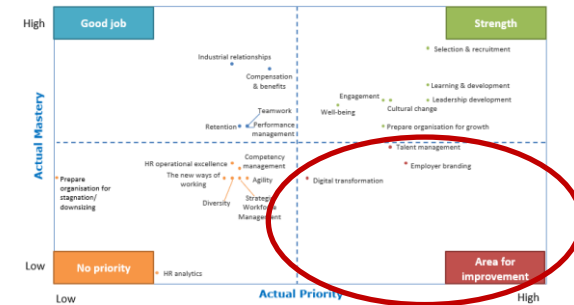 High
Good job
Strength
Industrial relationships
Selection & recruitment
Compensation
& benefits
Learning & development
Engagement
Leadership development
Well-being
Cultural change
Teamwork
Retention
Performance
management
Prepare organisation for growth
Actual Mastery
Talent management
HR operational excellence
Competency
management
Employer branding
The new ways of
working
Agility
Digital transformation
Prepare
organisation for
stagnation/
downsizing
Diversity
Strategic
Workforce
Management
Low
No priority
HR analytics
Area for
improvement
Low
Actual Priority
High